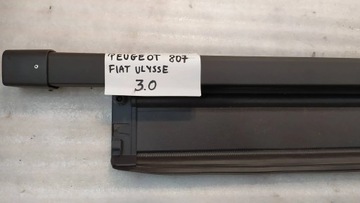 PEUGEOT 807
FIAT ULYSSE
3.0